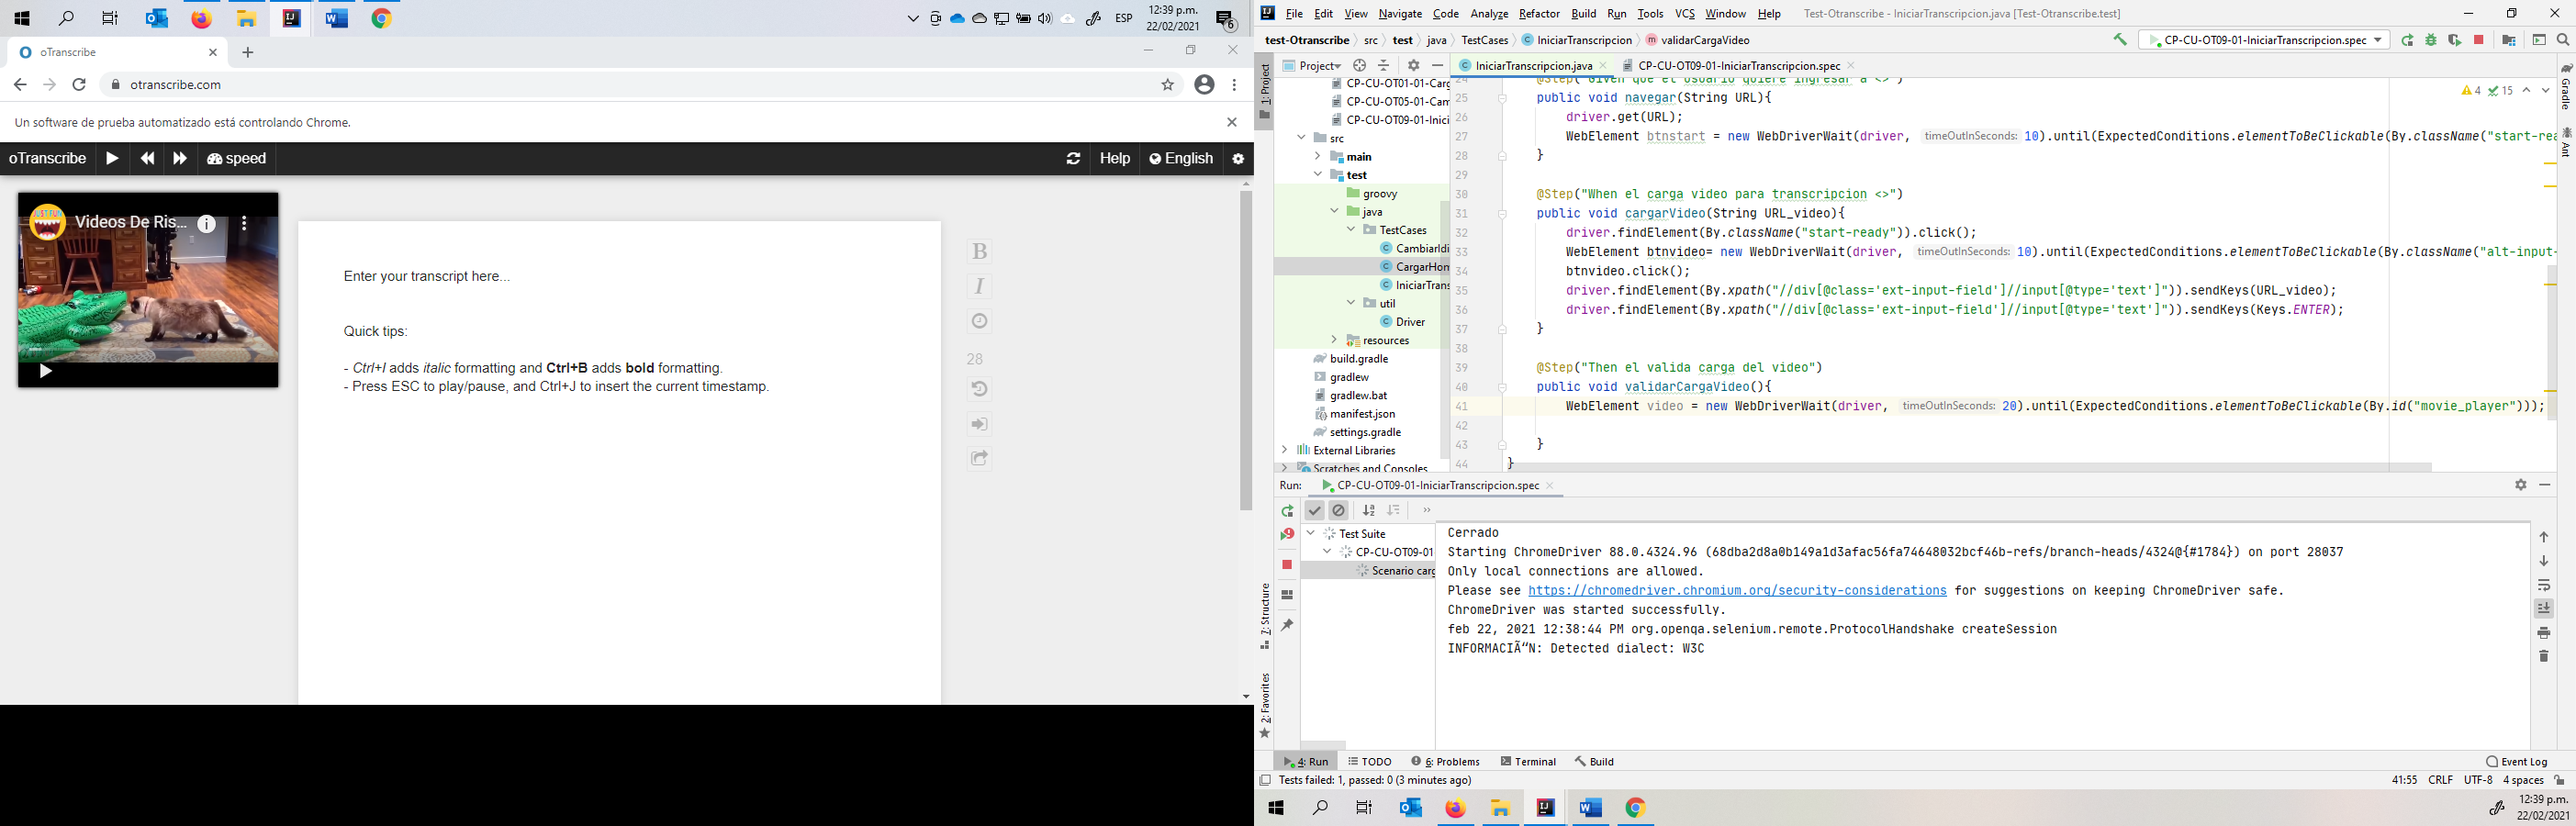 ESP
12:39 p.m.
22/02/2021
6
oTranscribe
otranscribe.com
Un software de prueba automatizado está controlando Chrome.
oTranscribe
speed
Help
English
JUST FUN
Videos De Ris...
Enter your transcript here...
Quick tips:
- Ctrl+I adds italic formatting and Ctrl+B adds bold formatting.
- Press ESC to play/pause, and Ctrl+J to insert the current timestamp.
B
I
28
File Edit View Navigate Code Analyze Refactor Build Run Tools VCS Window Help Test-Otranscribe - IniciarTranscripcion.java [Test-Otranscribe.test]
test-Otranscribe src test java TestCases IniciarTranscripcion validarCargaVideo
CP-CU-OT09-01-IniciarTranscripcion.spec
1: Project
Project
CP-CU-OT01-01-Carg
CP-CU-OT05-01-Cam
CP-CU-OT09-01-Inici
src
main
test
groovy
java
TestCases
CambiarIdi
CargarHon
IniciarTrans
util
Driver
resources
build.gradle
gradlew
gradlew.bat
manifest.json
settings.gradle
External Libraries
Scratches and Consoles
IniciarTranscripcion.java CP-CU-OT09-01-IniciarTranscripcion.spec
4 15
Gradle
Ant
24 @Step("Given que el usuario quiere ingresar a <>")
25 public void navegar(String URL){
26 driver.get(URL);
27 WebElement btnstart = new WebDriverWait(driver, timeOutInSeconds: 10).until(ExpectedConditions.elementToBeClickable(By.className("start-rea
28 }
29
30 @Step("When el carga video para transcripcion <>")
31 public void cargarVideo(String URL_video){
32 driver.findElement(By.className("start-ready")).click();
33 WebElement btnvideo= new WebDriverWait(driver, timeOutInSeconds: 10).until(ExpectedConditions.elementToBeClickable(By.className("alt-input-
34 btnvideo.click();
35 driver.findElement(By.xpath("//div[@class='ext-input-field']//input[@type='text']")).sendKeys(URL_video);
36 driver.findElement(By.xpath("//div[@class='ext-input-field']//input[@type='text']")).sendKeys(Keys.ENTER);
37 }
38
39 @Step("Then el valida carga del video")
40 public void validarCargaVideo(){
41 WebElement video = new WebDriverWait(driver, timeOutInSeconds: 20).until(ExpectedConditions.elementToBeClickable(By.id("movie_player")));
42
43 }
44 }
Run: CP-CU-OT09-01-IniciarTranscripcion.spec
Test Suite
CP-CU-OT09-01
Scenario carg
Cerrado
Starting ChromeDriver 88.0.4324.96 (68dba2d8a0b149a1d3afac56fa74648032bcf46b-refs/branch-heads/4324@{#1784}) on port 28037
Only local connections are allowed.
Please see https://chromedriver.chromium.org/security-considerations for suggestions on keeping ChromeDriver safe.
ChromeDriver was started successfully.
feb 22, 2021 12:38:44 PM org.openqa.selenium.remote.ProtocolHandshake createSession
INFORMACIÃ“N: Detected dialect: W3C
7: Structure
2: Favorites
4: Run TODO 6: Problems Terminal Build Event Log
Tests failed: 1, passed: 0 (3 minutes ago) 41:55 CRLF UTF-8 4 spaces
12:39 p.m.
22/02/2021